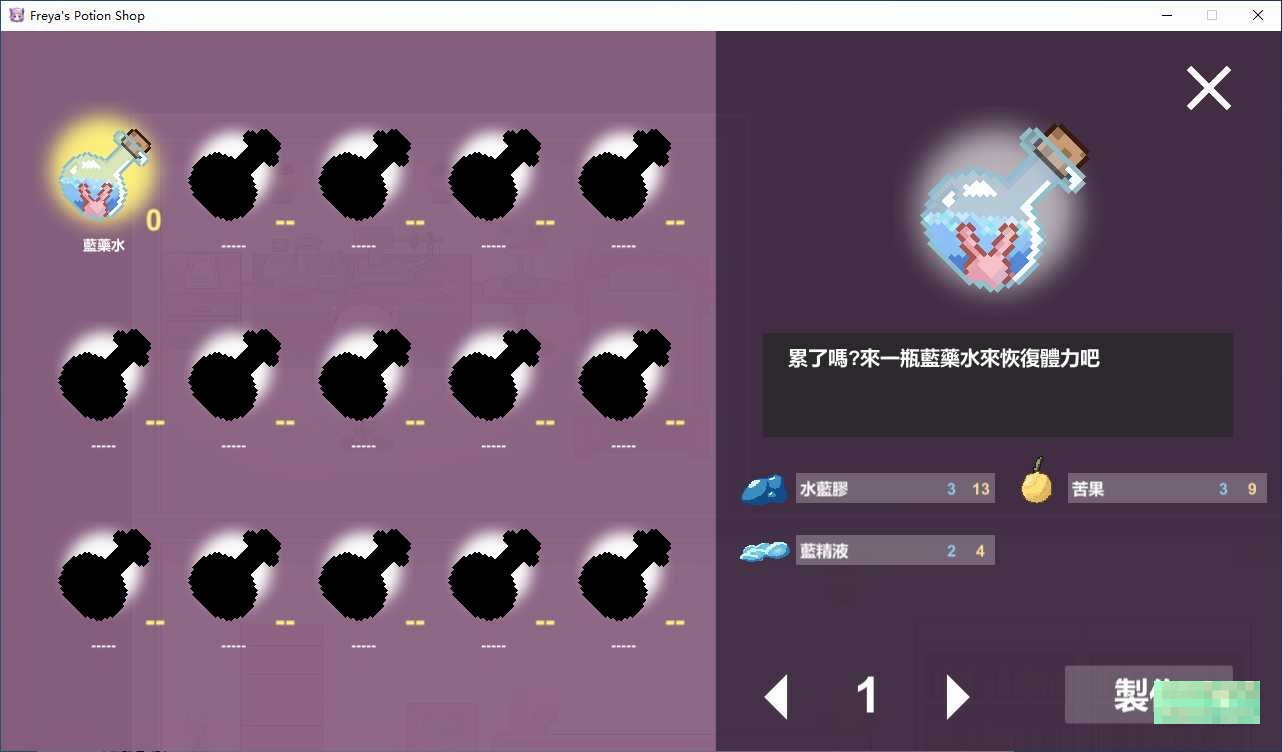 Freya's Potion Shop
0
藍藥水
-- -- -- --
----- ----- ----- -----
-- -- -- -- --
----- ----- ----- ----- -----
-- -- -- -- --
----- ----- ----- ----- -----
累了嗎?來一瓶藍藥水來恢復體力吧
水藍膠 3 13
苦果 3 9
藍精液 2 4
1
製